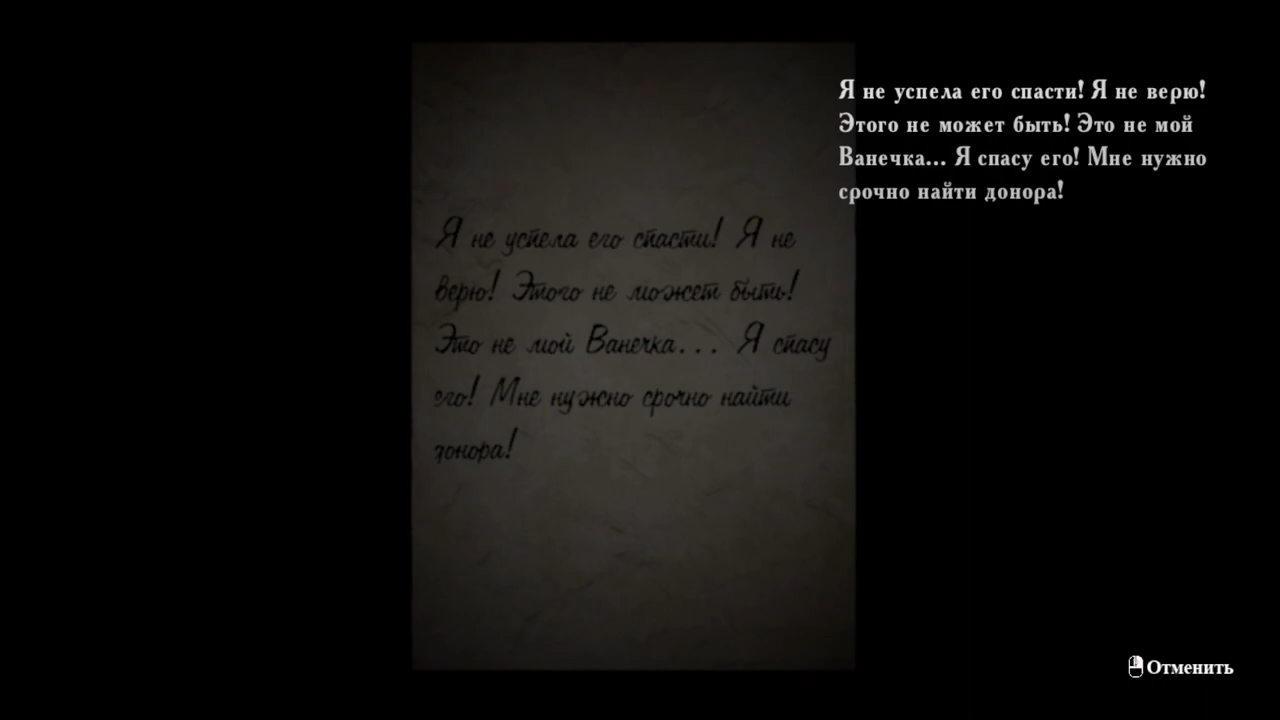 Я не успела его спасти! Я не
верю! Этого не может быть!
Это не мой Ванечка... Я спасу
его! Мне нужно срочно найти
донора!
Я не успела его спасти! Я не верю!
Этого не может быть! Это не мой
Ванечка... Я спасу его! Мне нужно
срочно найти донора!
Отменить